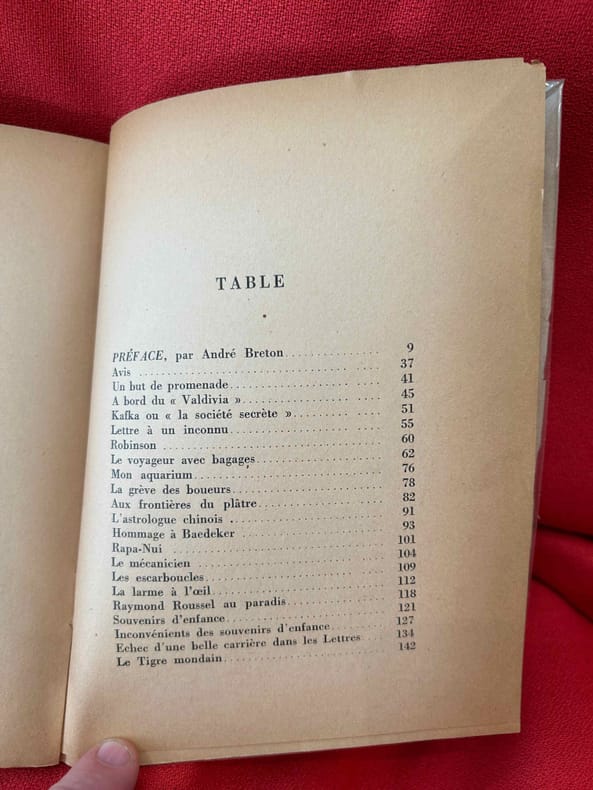 TABLE
PRÉFACE, par André Breton 9
Avis 37
Un but de promenade 41
A bord du « Valdivia » 45
Kafka ou « la société secrète » 51
Lettre à un inconnu 55
Robinson 60
Le voyageur avec bagages 62
Mon aquarium 76
La grève des boueurs 78
Aux frontières du plâtre 82
L'astrologue chinois 91
Hommage à Baedeker 93
Rapa-Nui 101
Le mécanicien 104
Les escarboucles 109
La larme à l'œil 112
Raymond Roussel au paradis 118
Souvenirs d'enfance 121
Inconvénients des souvenirs d'enfance 127
Echec d'une belle carrière dans les Lettres 134
Le Tigre mondain 142